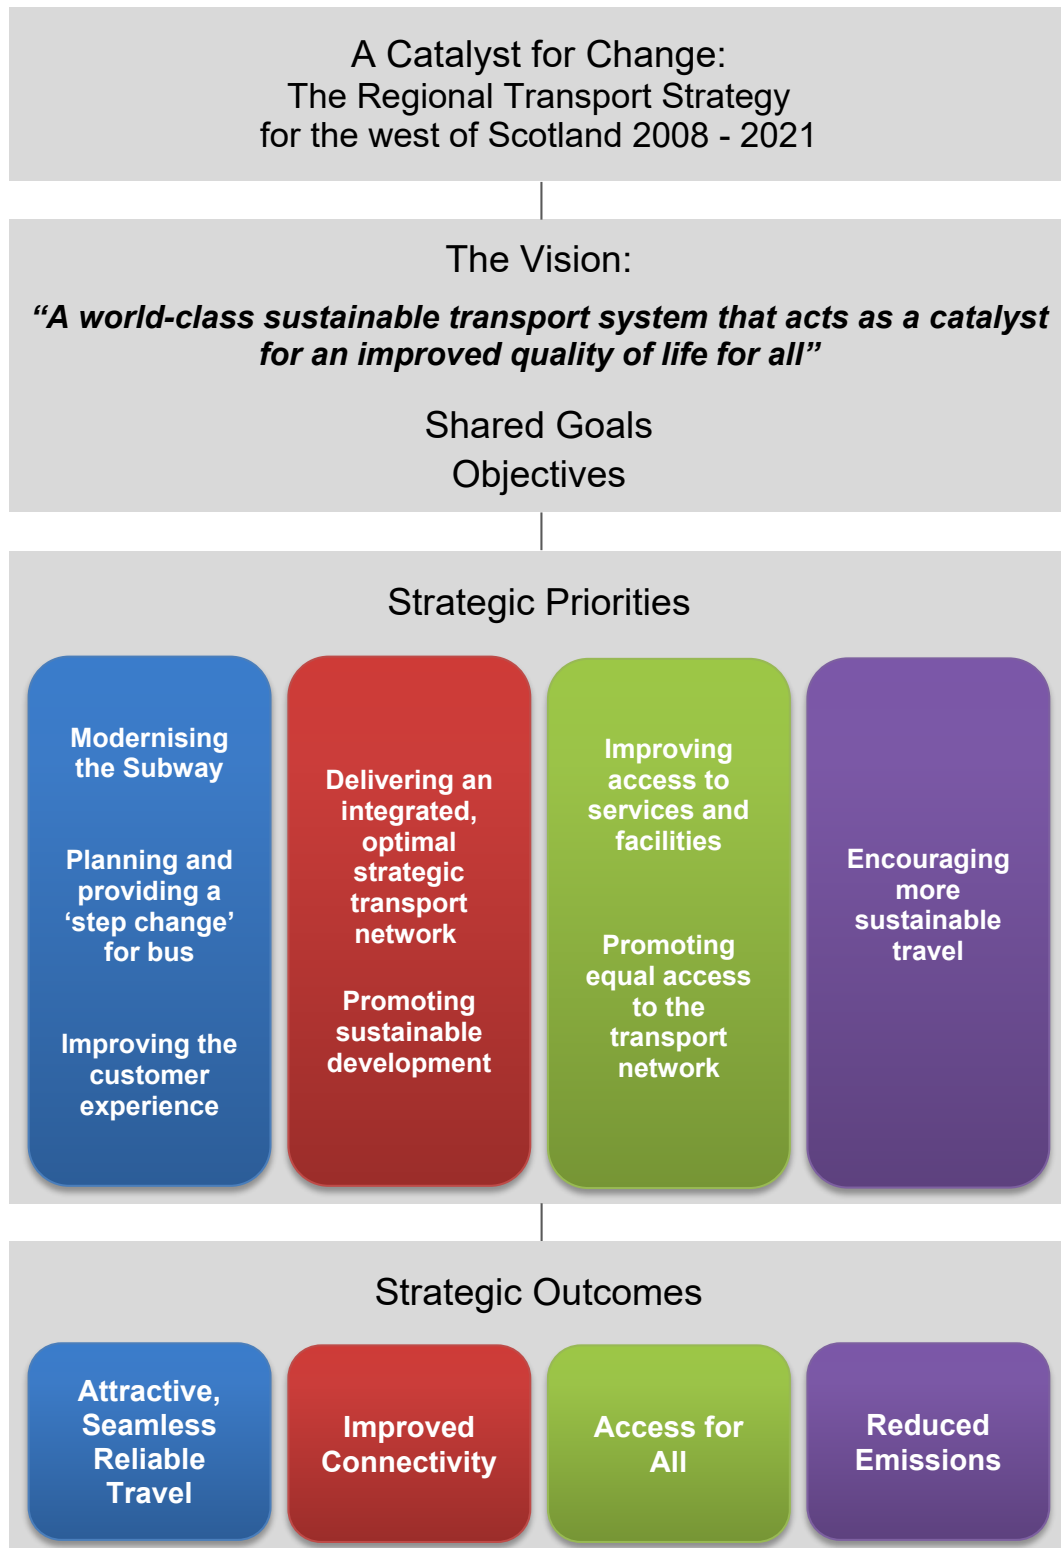 A Catalyst for Change:
The Regional Transport Strategy
for the west of Scotland 2008 - 2021
The Vision:
“A world-class sustainable transport system that acts as a catalyst
for an improved quality of life for all”
Shared Goals
Objectives
Strategic Priorities
Modernising
the Subway
Planning and
providing a
‘step change’
for bus
Improving the
customer
experience
Delivering an
integrated,
optimal
strategic
transport
network
Promoting
sustainable
development
Improving
access to
services and
facilities
Promoting
equal access
to the
transport
network
Encouraging
more
sustainable
travel
Strategic Outcomes
Attractive,
Seamless
Reliable
Travel
Improved
Connectivity
Access for
All
Reduced
Emissions